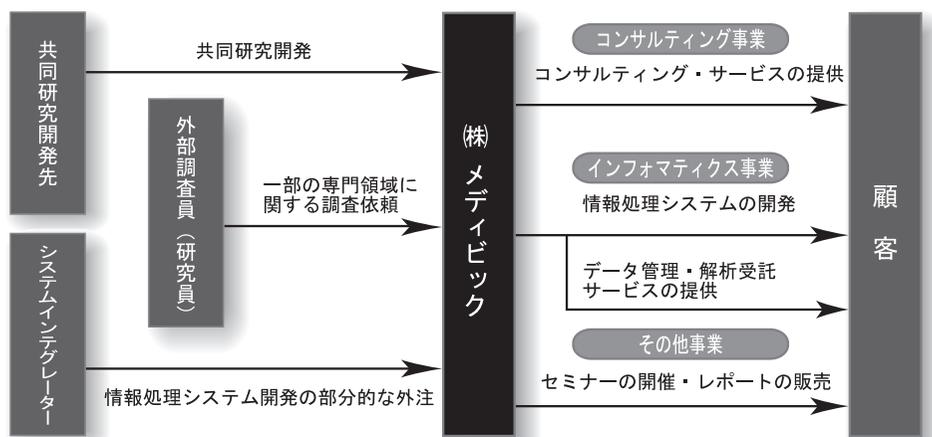 共同研究開発先
共同研究開発
外部調査員（研究員）
一部の専門領域に
関する調査依頼
システムインテグレーター
情報処理システム開発の部分的な外注
㈱メディビック
コンサルティング事業
コンサルティング・サービスの提供
インフォマティクス事業
情報処理システムの開発
データ管理・解析受託
サービスの提供
その他事業
セミナーの開催・レポートの販売
顧客